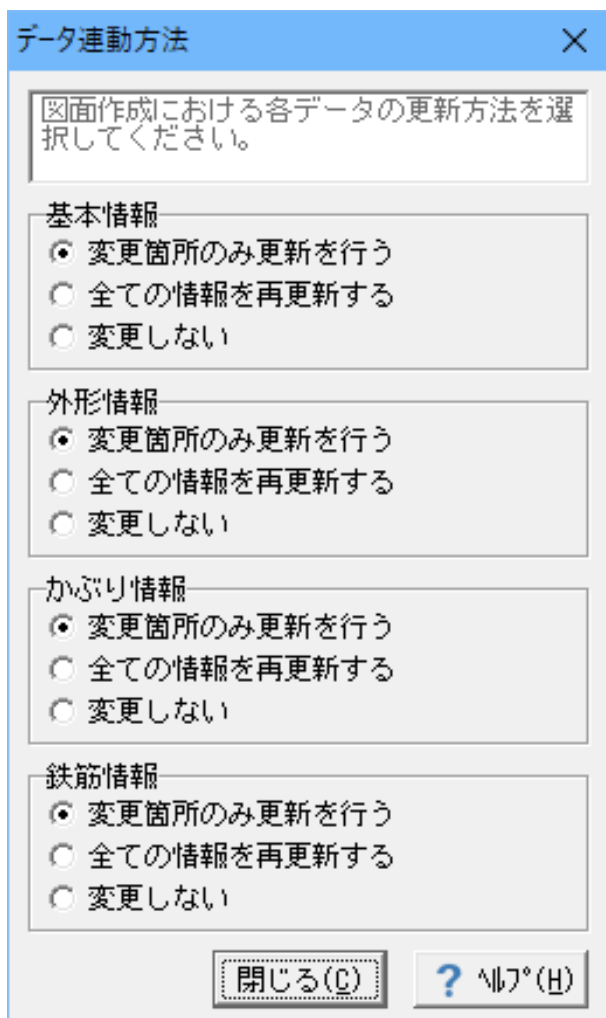 データ連動方法
図面作成における各データの更新方法を選
択してください。
基本情報
変更箇所のみ更新を行う
全ての情報を再更新する
変更しない
外形情報
変更箇所のみ更新を行う
全ての情報を再更新する
変更しない
かぶり情報
変更箇所のみ更新を行う
全ての情報を再更新する
変更しない
鉄筋情報
変更箇所のみ更新を行う
全ての情報を再更新する
変更しない
閉じる(C) ? ヘルプ(H)